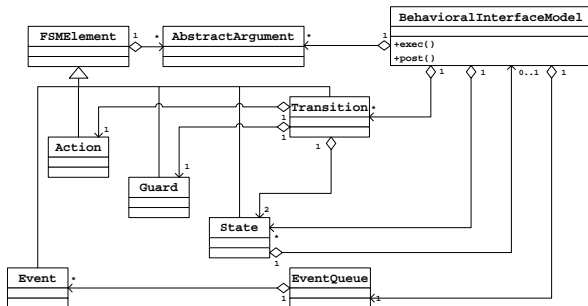 BehavioralInterfaceModel
FSMElement 1 * AbstractArgument * 1
+exec()
+post()
1 1 0..1 1
Transition *
1
1
1 1
Action
1
Guard
2
State *
1
Event * 1 EventQueue 1